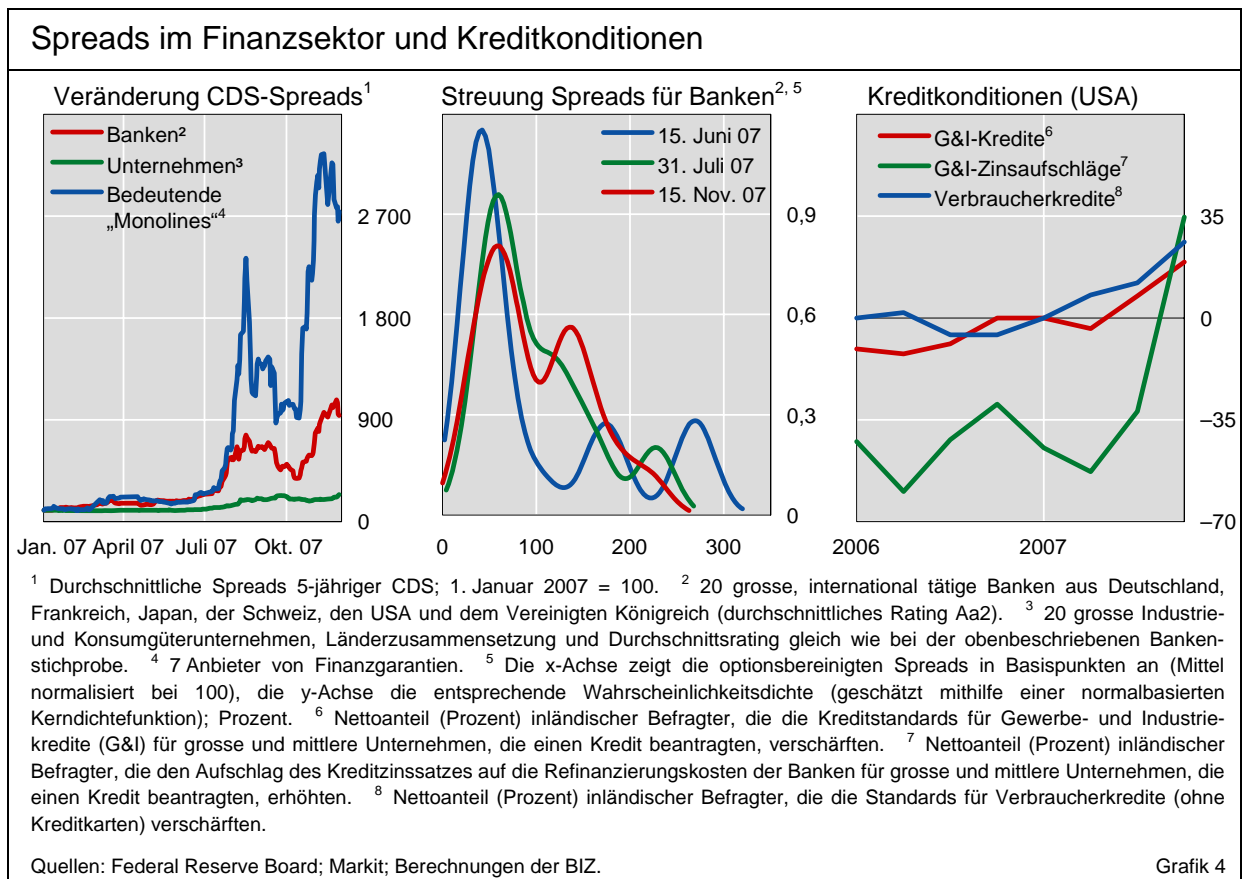 Spreads im Finanzsektor und Kreditkonditionen
Veränderung CDS-Spreads1
Banken²
Unternehmen³
Bedeutende
„Monolines“4
2 700
1 800
900
0
Jan. 07 April 07 Juli 07 Okt. 07
Streuung Spreads für Banken2, 5
15. Juni 07
31. Juli 07
15. Nov. 07
0,9
0,6
0,3
0
0 100 200 300
Kreditkonditionen (USA)
G&I-Kredite6
G&I-Zinsaufschläge7
Verbraucherkredite8
35
0
–35
–70
2006 2007
1 Durchschnittliche Spreads 5-jähriger CDS; 1. Januar 2007 = 100. 2 20 grosse, international tätige Banken aus Deutschland,
Frankreich, Japan, der Schweiz, den USA und dem Vereinigten Königreich (durchschnittliches Rating Aa2). 3 20 grosse Industrie-
und Konsumgüterunternehmen, Länderzusammensetzung und Durchschnittsrating gleich wie bei der obenbeschriebenen Banken-
stichprobe. 4 7 Anbieter von Finanzgarantien. 5 Die x-Achse zeigt die optionsbereinigten Spreads in Basispunkten an (Mittel
normalisiert bei 100), die y-Achse die entsprechende Wahrscheinlichkeitsdichte (geschätzt mithilfe einer normalbasierten
Kerndichtefunktion); Prozent. 6 Nettoanteil (Prozent) inländischer Befragter, die die Kreditstandards für Gewerbe- und Industrie-
kredite (G&I) für grosse und mittlere Unternehmen, die einen Kredit beantragten, verschärften. 7 Nettoanteil (Prozent) inländischer
Befragter, die den Aufschlag des Kreditzinssatzes auf die Refinanzierungskosten der Banken für grosse und mittlere Unternehmen, die
einen Kredit beantragten, erhöhten. 8 Nettoanteil (Prozent) inländischer Befragter, die die Standards für Verbraucherkredite (ohne
Kreditkarten) verschärften.
Quellen: Federal Reserve Board; Markit; Berechnungen der BIZ.
Grafik 4